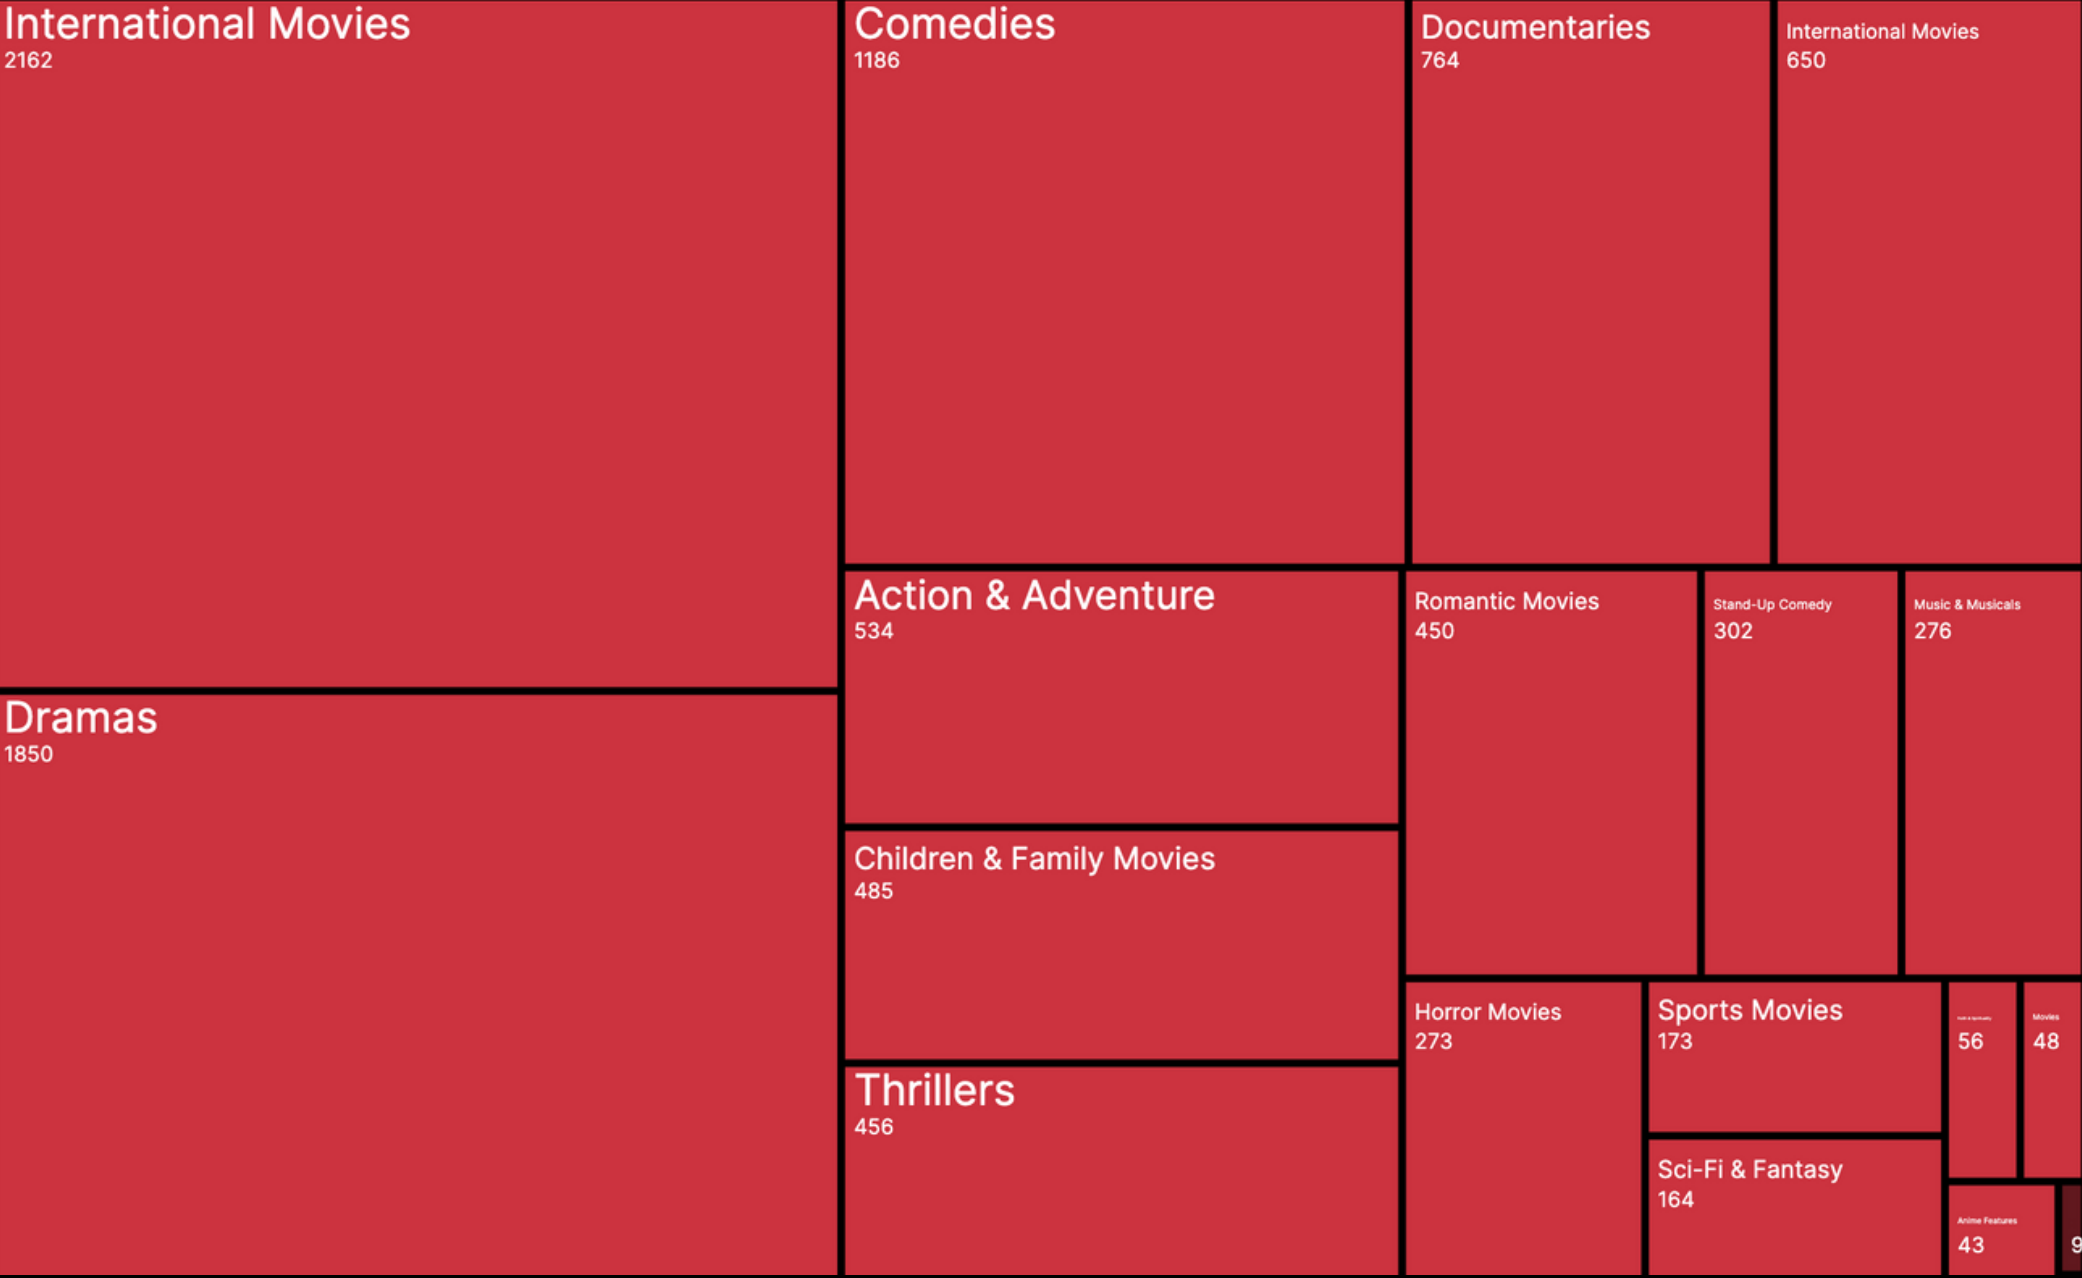 International Movies
2162
Comedies
1186
Documentaries
764
International Movies
650
Dramas
1850
Action & Adventure
534
Children & Family Movies
485
Thrillers
456
Romantic Movies
450
Stand-Up Comedy
302
Music & Musicals
276
Horror Movies
273
Sports Movies
173
Sci-Fi & Fantasy
164
56
Movies
48
Anime Features
43
9